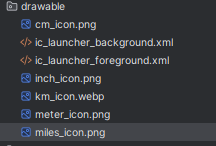 drawable
cm_icon.png
ic_launcher_background.xml
ic_launcher_foreground.xml
inch_icon.png
km_icon.webp
meter_icon.png
miles_icon.png